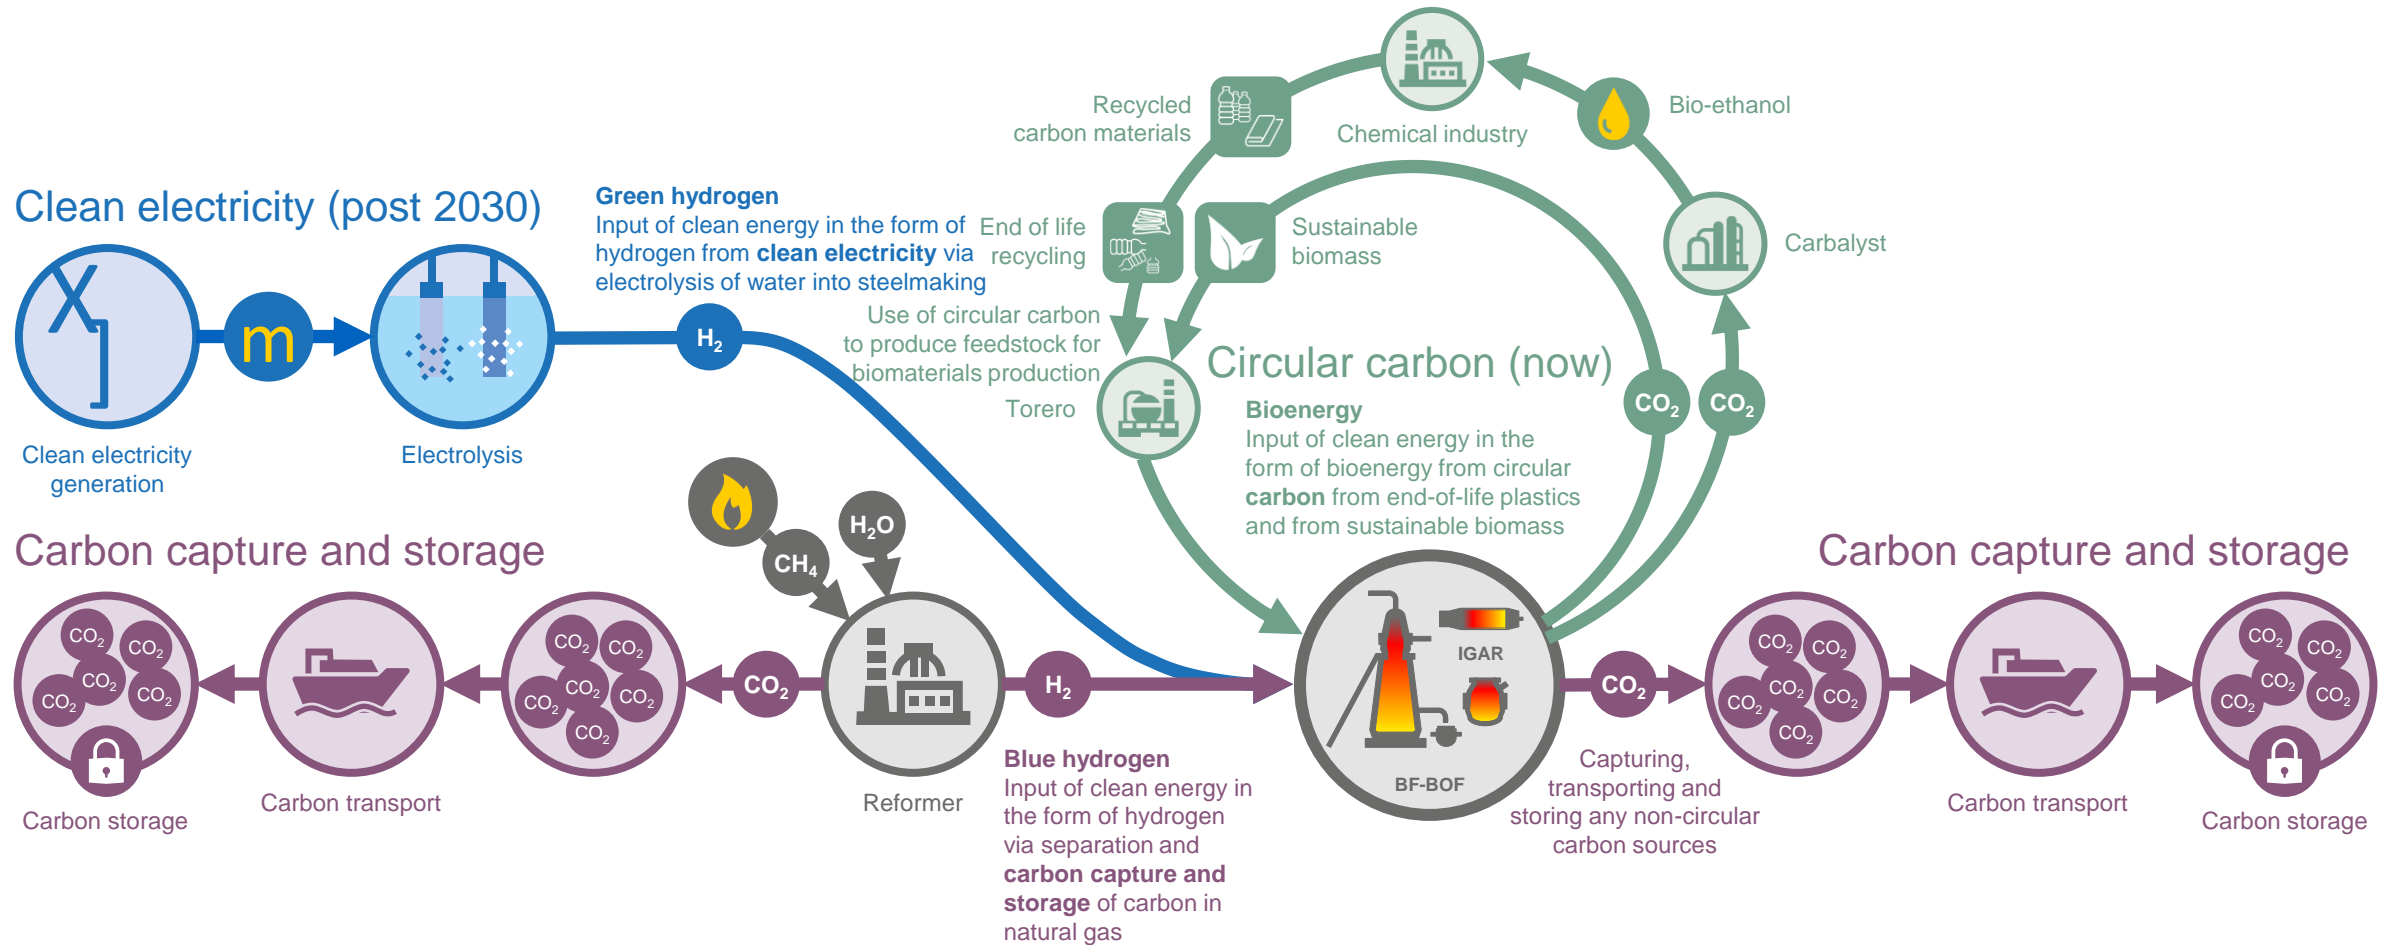 Clean electricity (post 2030)
X
]
m
Clean electricity
generation
Electrolysis
Green hydrogen
Input of clean energy in the form of
hydrogen from clean electricity via
electrolysis of water into steelmaking
H₂
Recycled
carbon materials
Chemical industry
Bio-ethanol
Carbalyst
End of life
recycling
Sustainable
biomass
Use of circular carbon
to produce feedstock for
biomaterials production
Torero
Circular carbon (now)
Bioenergy
Input of clean energy in the
form of bioenergy from circular
carbon from end-of-life plastics
and from sustainable biomass
CO₂
CO₂
CH₄
H₂O
Carbon capture and storage
CO₂
CO₂
CO₂
CO₂
CO₂
Carbon storage
Carbon transport
CO₂
CO₂
CO₂
CO₂
CO₂
CO₂
CO₂
Reformer
H₂
Blue hydrogen
Input of clean energy in
the form of hydrogen
via separation and
carbon capture and
storage of carbon in
natural gas
IGAR
BF-BOF
CO₂
Capturing,
transporting and
storing any non-circular
carbon sources
Carbon capture and storage
CO₂
CO₂
CO₂
CO₂
CO₂
CO₂
Carbon transport
CO₂
CO₂
CO₂
CO₂
CO₂
Carbon storage